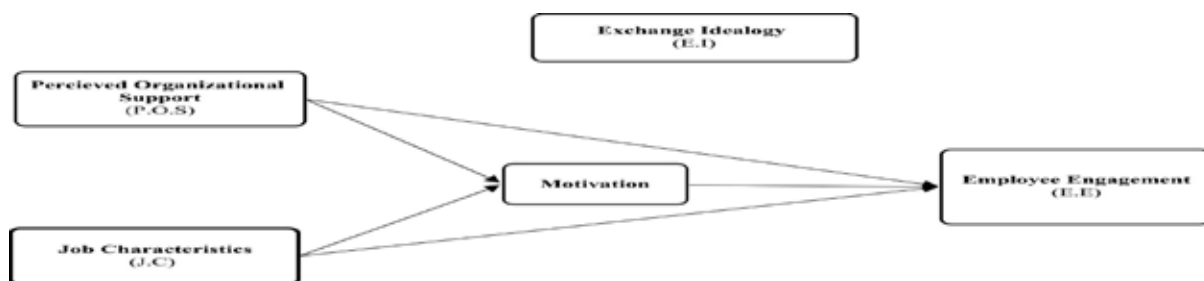 Exchange Idealogy
(E.I)
Percieved Organizational
Support
(P.O.S)
Motivation
Employee Engagement
(E.E)
Job Characteristics
(J.C)